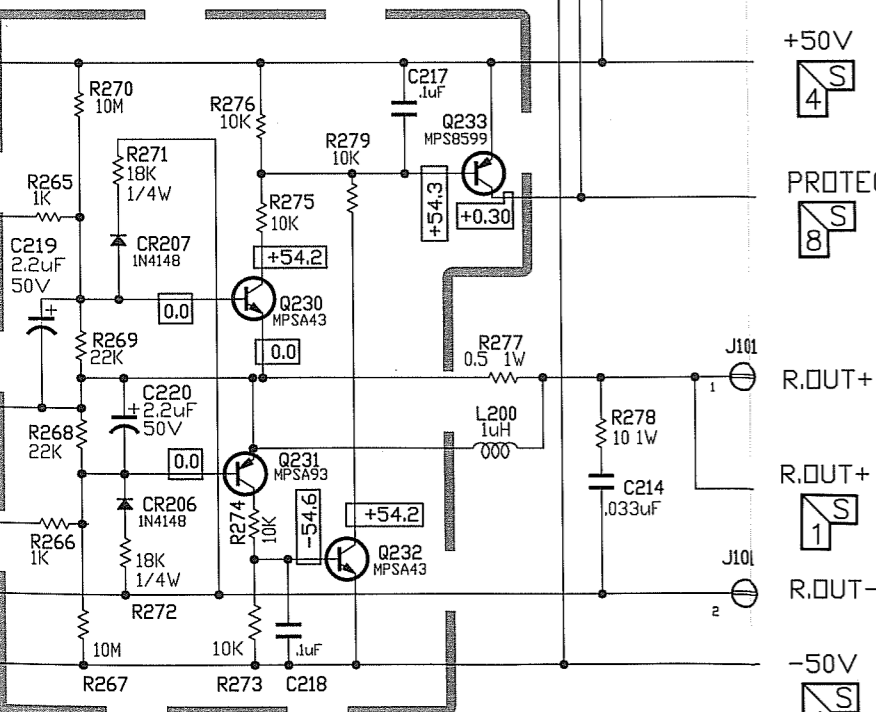 +50V
S
4
R270
10M
C217
.1uF
R276
10K
Q233
MPS8599
R279
10K
R271
18K
1/4W
R265
1K
+54.3
PROTEC
S
8
+0.30
R275
10K
C219
2.2uF
50V
+
CR207
1N4148
+54.2
0.0
Q230
MPSA43
R269
22K
0.0
R277
0.5 1W
J101
1
R.OUT+
C220
+2.2uF
50V
R268
22K
L200
1uH
R278
10 1W
0.0
Q231
MPSA93
R.OUT+
S
1
C214
.033uF
CR206
1N4148
R274
10K
-54.6
+54.2
R266
1K
Q232
MPSA43
18K
1/4W
R272
J101
2
R.OUT-
10M
R267
10K
R273
.1uF
C218
-50V
S